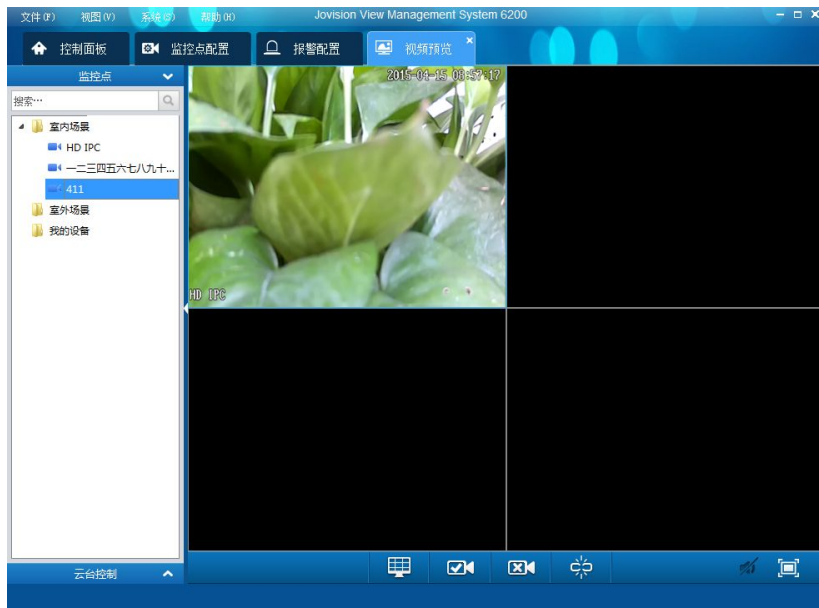 文件(F) 视图(V) 系统(S) 帮助(H) Jovision View Management System 6200
控制面板 监控点配置 报警配置 视频预览
监控点
搜索...
室内场景
HD IPC
一二三四五六七八九十...
411
室外场景
我的设备
2015-04-15 08:57:17
HD IPC
云台控制